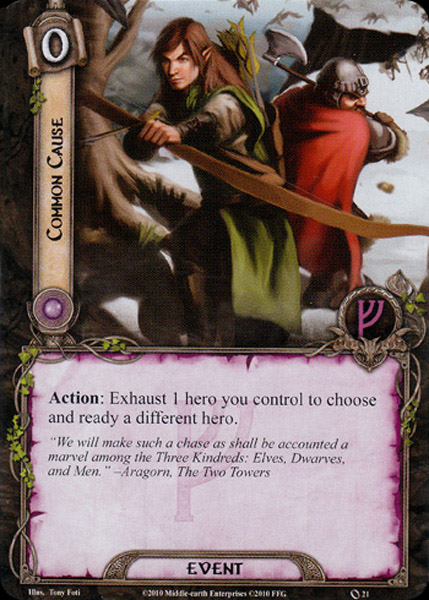 0
COMMON CAUSE
Action: Exhaust 1 hero you control to choose
and ready a different hero.
"We will make such a chase as shall be accounted a
marvel among the Three Kindreds: Elves, Dwarves,
and Men." –Aragorn, The Two Towers
EVENT
Illus. Tony Foti
©2010 Middle-earth Enterprises ©2010 FFG
21